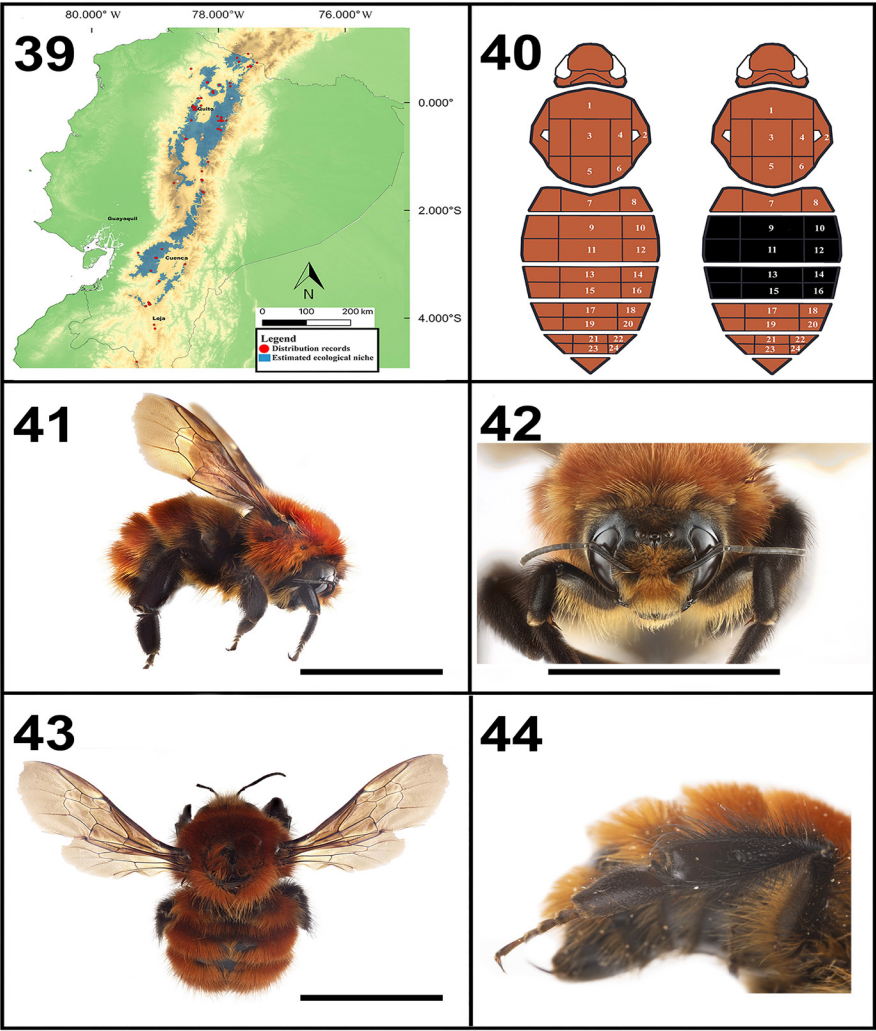 80.000° W 78.000°W 76.000°W
39
0.000°
Quito
2.000°S
Guayaquil
Cuenca
N
0 100 200 km
Loja
4.000°S
Legend
Distribution records
Estimated ecological niche
40
1 1
3 4 2 3 4 2
5 6 5 6
7 8 7 8
9 10 9 10
11 12 11 12
13 14 13 14
15 16 15 16
17 18 17 18
19 20 19 20
21 22 21 22
23 24 23 24
41
42
43
44